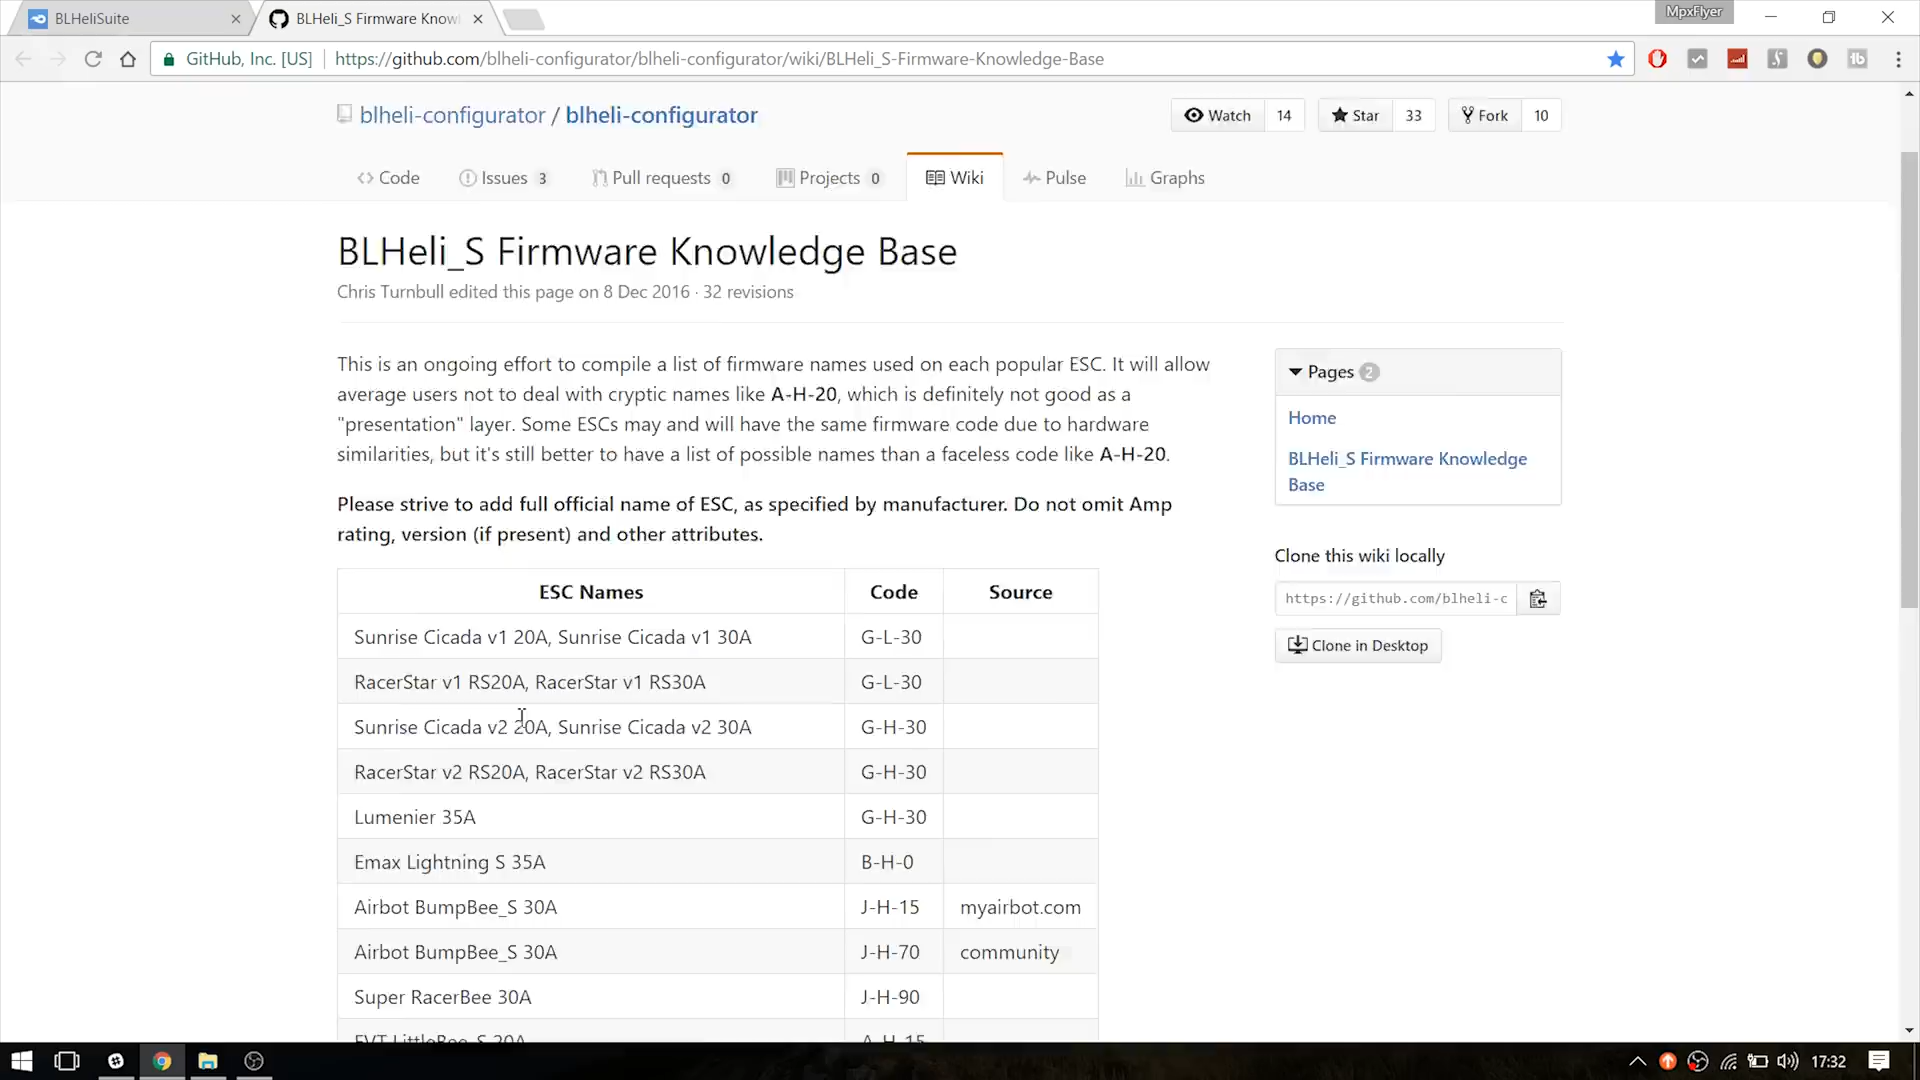 BLHeliSuite
BLHeli_S Firmware Know
MpxFlyer
GitHub, Inc. [US]
https://github.com/blheli-configurator/blheli-configurator/wiki/BLHeli_S-Firmware-Knowledge-Base
blheli-configurator / blheli-configurator
Watch 14
Star 33
Fork 10
Code
Issues 3
Pull requests 0
Projects 0
Wiki
Pulse
Graphs
BLHeli_S Firmware Knowledge Base
Chris Turnbull edited this page on 8 Dec 2016 · 32 revisions
This is an ongoing effort to compile a list of firmware names used on each popular ESC. It will allow
average users not to deal with cryptic names like A-H-20, which is definitely not good as a
"presentation" layer. Some ESCs may and will have the same firmware code due to hardware
similarities, but it's still better to have a list of possible names than a faceless code like A-H-20.
Please strive to add full official name of ESC, as specified by manufacturer. Do not omit Amp
rating, version (if present) and other attributes.
ESC Names Code Source
Sunrise Cicada v1 20A, Sunrise Cicada v1 30A G-L-30
RacerStar v1 RS20A, RacerStar v1 RS30A G-L-30
Sunrise Cicada v2 20A, Sunrise Cicada v2 30A G-H-30
RacerStar v2 RS20A, RacerStar v2 RS30A G-H-30
Lumenier 35A G-H-30
Emax Lightning S 35A B-H-0
Airbot BumpBee_S 30A J-H-15 myairbot.com
Airbot BumpBee_S 30A J-H-70 community
Super RacerBee 30A J-H-90
FVT LittleBee_S 20A A-H-15
Pages 2
Home
BLHeli_S Firmware Knowledge
Base
Clone this wiki locally
https://github.com/blheli-c
Clone in Desktop
17:32